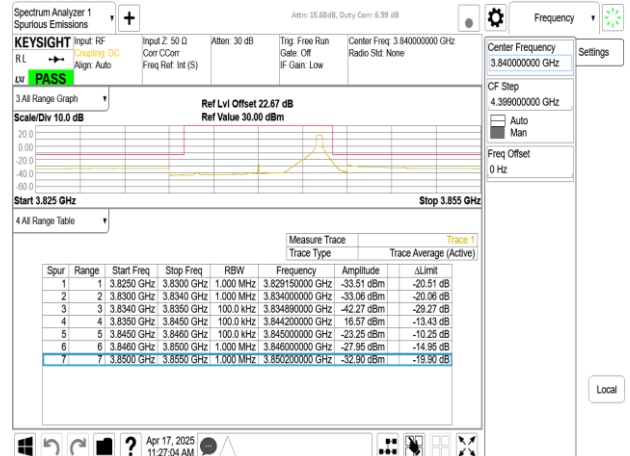 Spectrum Analyzer 1
Spurious Emissions
Attn: 15.68dB, Duty Corr: 6.99 dB
Frequency
KEYSIGHT
R L
LXI PASS
Input: RF
Coupling: DC
Align: Auto
Input Z: 50 Ω
Corr CCorr
Freq Ref: Int (S)
Atten: 30 dB
Trig: Free Run
Gate: Off
IF Gain: Low
Center Freq: 3.840000000 GHz
Radio Std: None
Center Frequency
3.840000000 GHz
Settings
CF Step
4.399000000 GHz
Auto
Man
Freq Offset
0 Hz
3 All Range Graph
Ref Lvl Offset 22.67 dB
Scale/Div 10.0 dB
Ref Value 30.00 dBm
20.0
0.00
-20.0
-40.0
-60.0
Start 3.825 GHz
Stop 3.855 GHz
4 All Range Table
Measure Trace Trace 1
Trace Type Trace Average (Active)
Spur Range Start Freq Stop Freq RBW Frequency Amplitude ΔLimit
1 1 3.8250 GHz 3.8300 GHz 1.000 MHz 3.829150000 GHz -33.51 dBm -20.51 dB
2 2 3.8300 GHz 3.8340 GHz 1.000 MHz 3.834000000 GHz -33.06 dBm -20.06 dB
3 3 3.8340 GHz 3.8350 GHz 100.0 kHz 3.834890000 GHz -42.27 dBm -29.27 dB
4 4 3.8350 GHz 3.8450 GHz 100.0 kHz 3.844200000 GHz 16.57 dBm -13.43 dB
5 5 3.8450 GHz 3.8460 GHz 100.0 kHz 3.845000000 GHz -23.25 dBm -10.25 dB
6 6 3.8460 GHz 3.8500 GHz 1.000 MHz 3.846000000 GHz -27.95 dBm -14.95 dB
7 7 3.8500 GHz 3.8550 GHz 1.000 MHz 3.850200000 GHz -32.90 dBm -19.90 dB
Local
Apr 17, 2025
11:27:04 AM